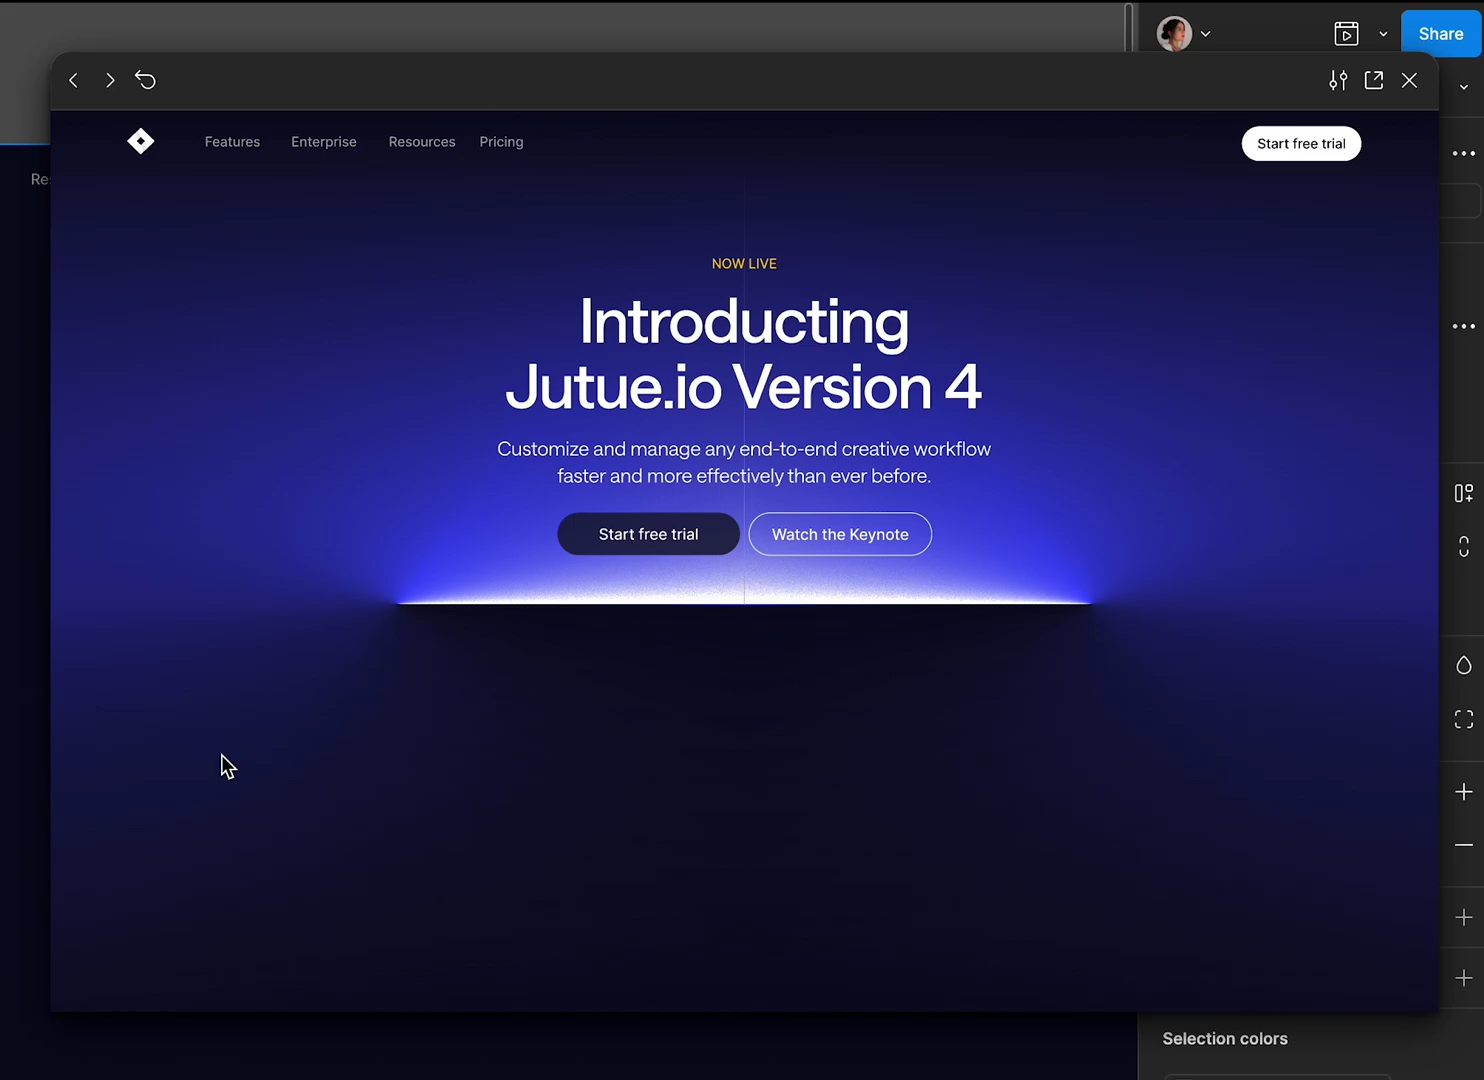 Share
Res
Features
Enterprise
Resources
Pricing
Start free trial
NOW LIVE
Introducting
Jutue.io Version 4
Customize and manage any end-to-end creative workflow
faster and more effectively than ever before.
Start free trial
Watch the Keynote
Selection colors